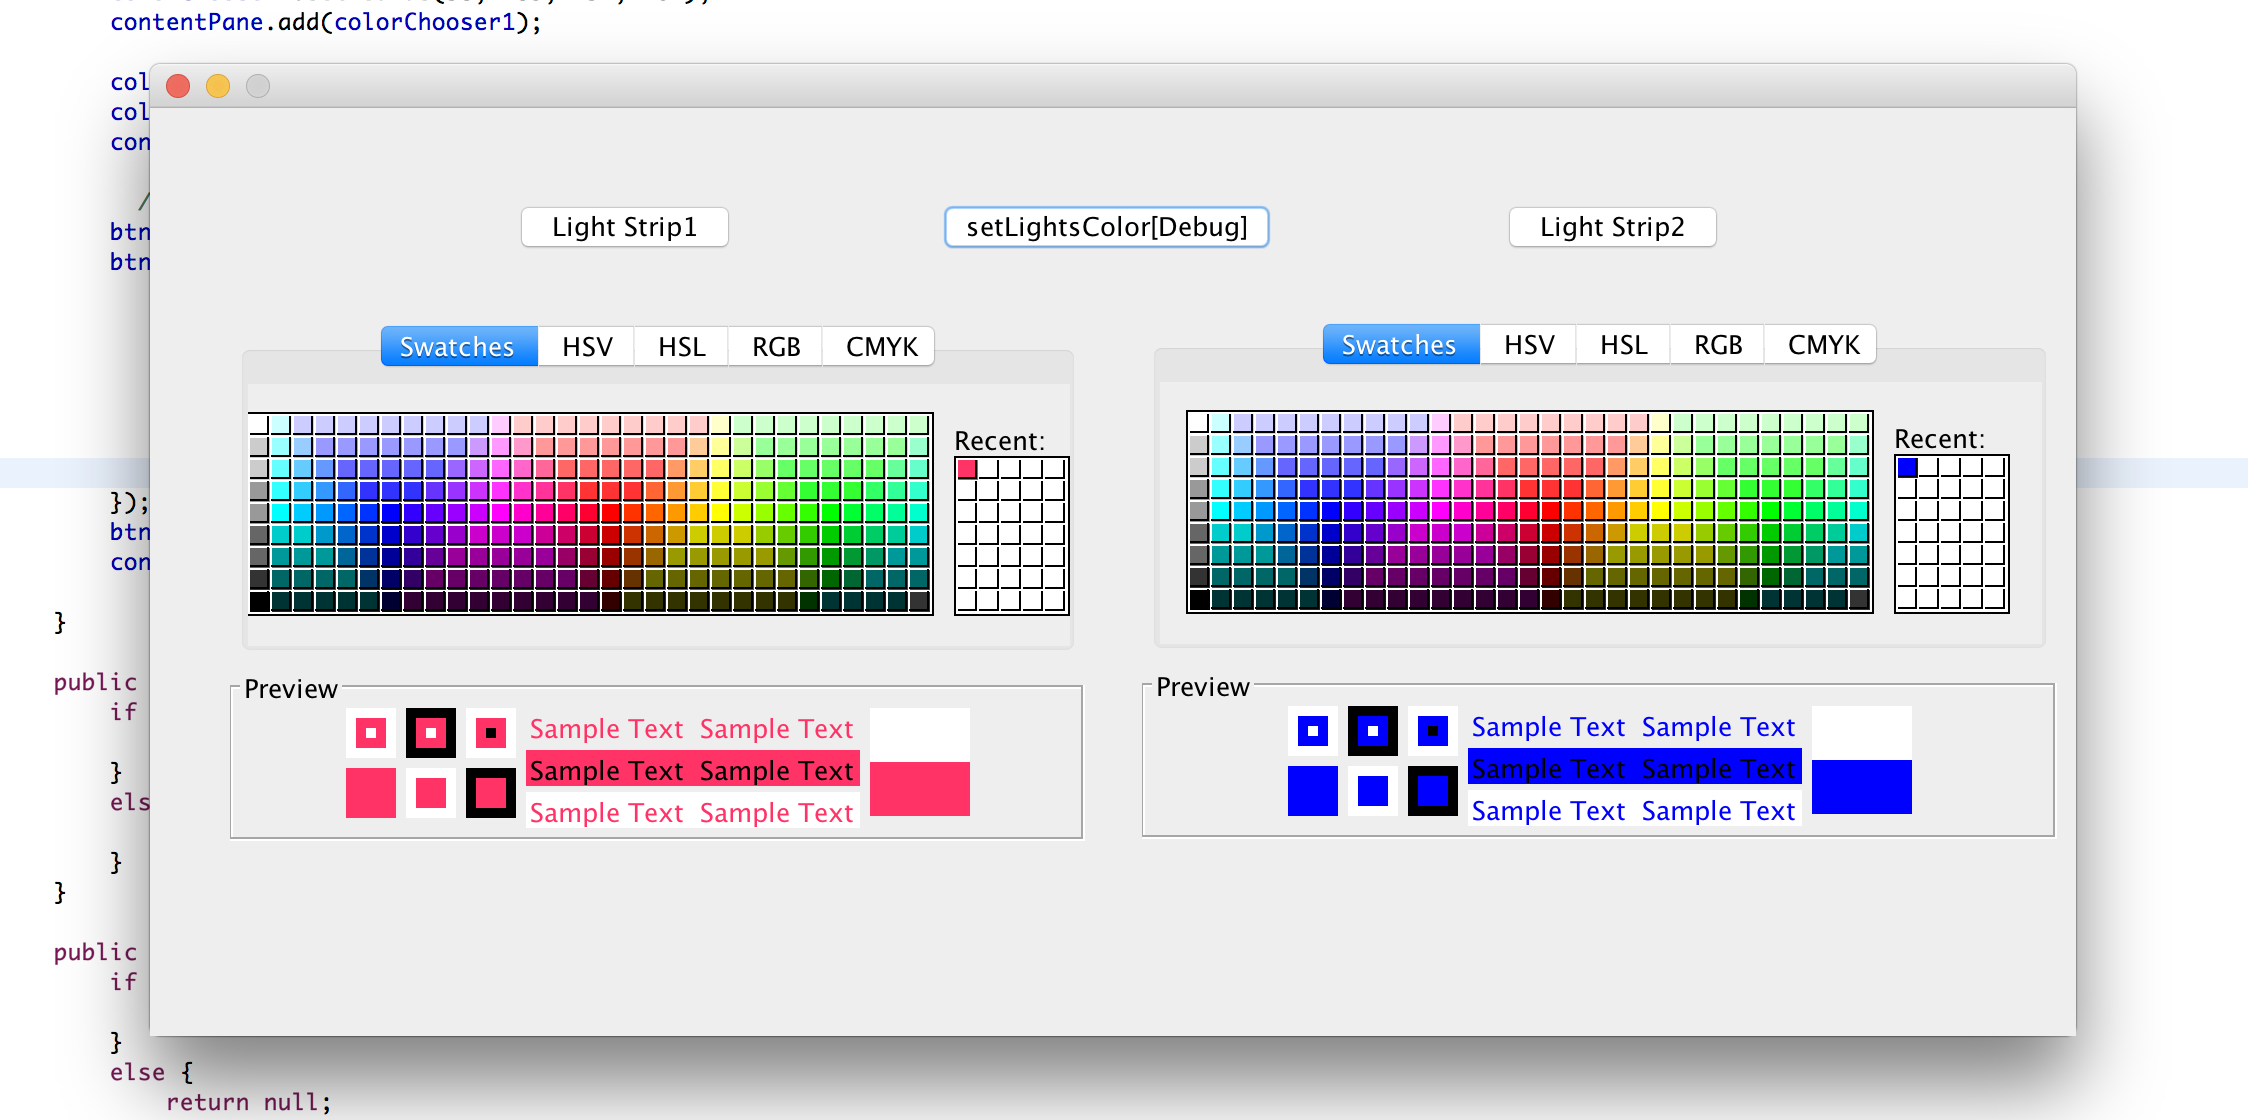 contentPane.add(colorChooser1);
col
col
con
/
btn
btn
Light Strip1 setLightsColor[Debug] Light Strip2
Swatches HSV HSL RGB CMYK
Swatches HSV HSL RGB CMYK
Recent:
Recent:
});
btn
con
}
public
if
Preview
Sample Text Sample Text
Sample Text Sample Text
Sample Text Sample Text
Preview
Sample Text Sample Text
Sample Text Sample Text
Sample Text Sample Text
}
els
}
}
public
if
}
else {
return null;